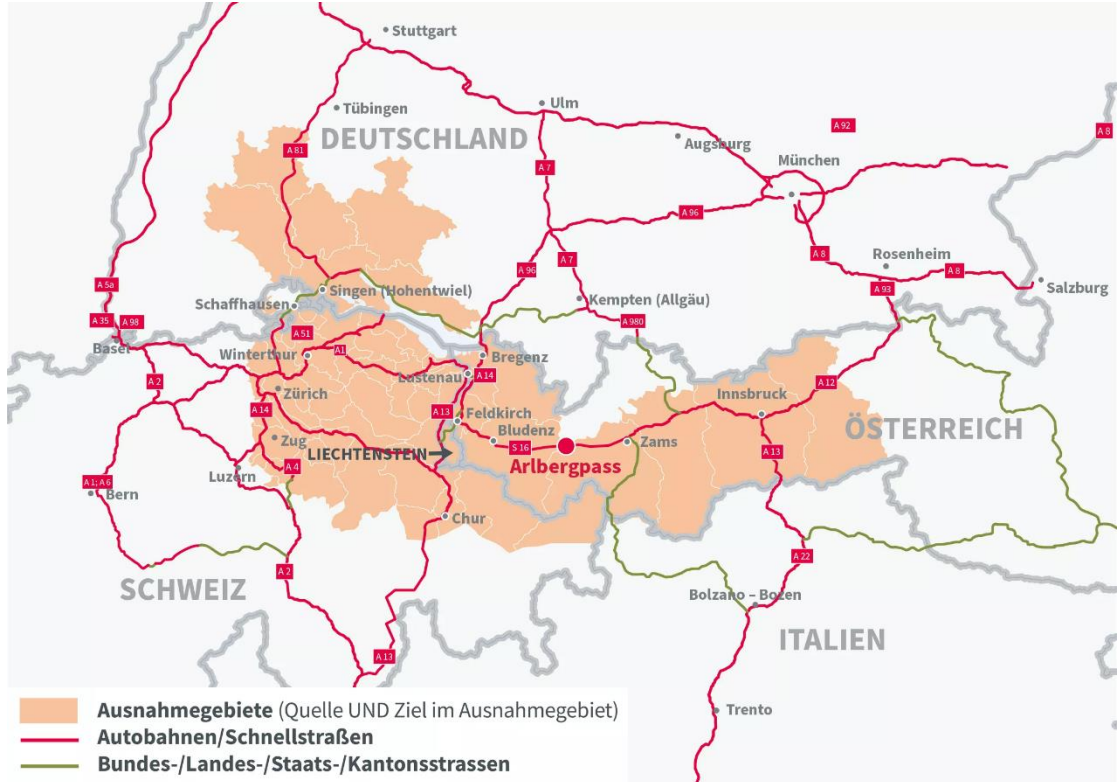 Stuttgart
Ulm
Tübingen
DEUTSCHLAND
A 92
A 8
Augsburg
A 81
München
A 7
A 96
A 8
Rosenheim
A 8
A 96
A 7
A 5a
Singen (Hohentwiel)
A 93
Salzburg
Schaffhausen
Kempten (Allgäu)
A 35
A 98
A 980
A 51
Basel
Winterthur
A1
Bregenz
A 2
Lustenau
A 14
A 12
Zürich
Innsbruck
A 14
A 13
Feldkirch
ÖSTERREICH
Zug
Bludenz
Zams
S 16
LIECHTENSTEIN
A 13
Arlbergpass
A 4
Luzern
A 1; A 6
Bern
Chur
A 22
A 2
SCHWEIZ
Bolzano – Bozen
ITALIEN
A 13
Trento
Ausnahmegebiete (Quelle UND Ziel im Ausnahmegebiet)
Autobahnen/Schnellstraßen
Bundes-/Landes-/Staats-/Kantonsstrassen